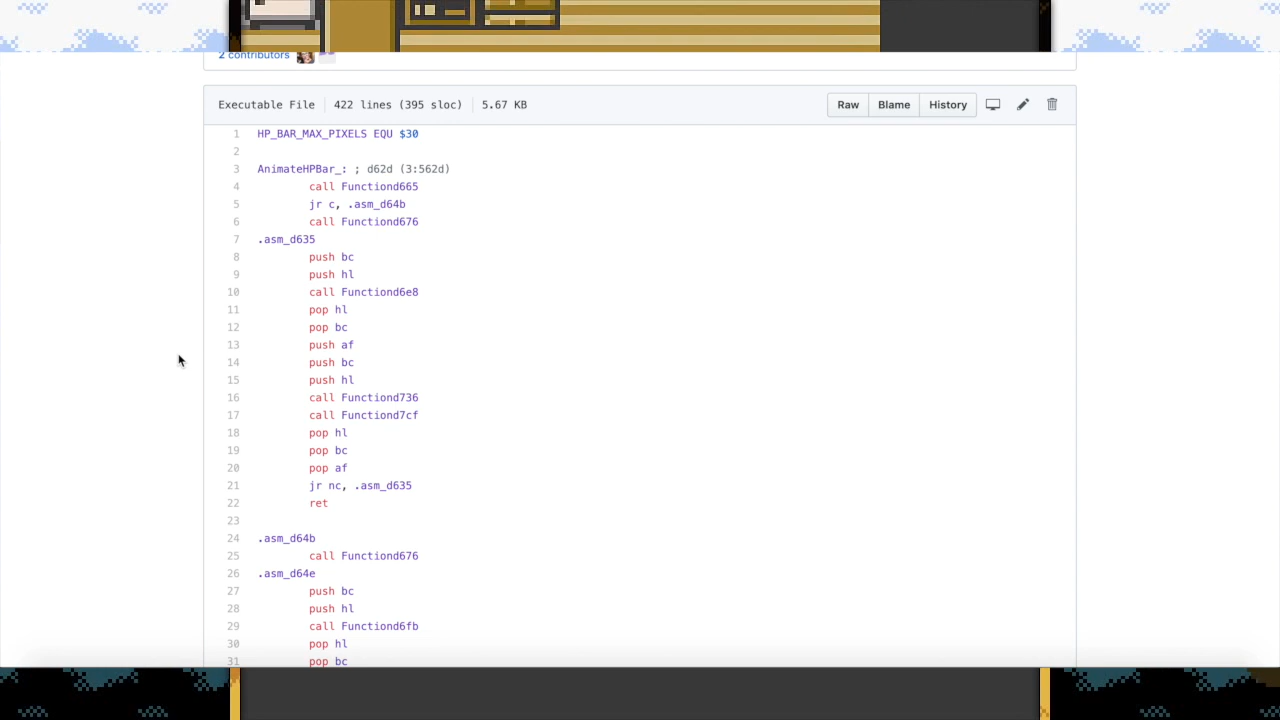 2 contributors
Executable File 422 lines (395 sloc) 5.67 KB Raw Blame History
1 HP_BAR_MAX_PIXELS EQU $30
2
3 AnimateHPBar_: ; d62d (3:562d)
4 call Functiond665
5 jr c, .asm_d64b
6 call Functiond676
7 .asm_d635
8 push bc
9 push hl
10 call Functiond6e8
11 pop hl
12 pop bc
13 push af
14 push bc
15 push hl
16 call Functiond736
17 call Functiond7cf
18 pop hl
19 pop bc
20 pop af
21 jr nc, .asm_d635
22 ret
23
24 .asm_d64b
25 call Functiond676
26 .asm_d64e
27 push bc
28 push hl
29 call Functiond6fb
30 pop hl
31 pop bc